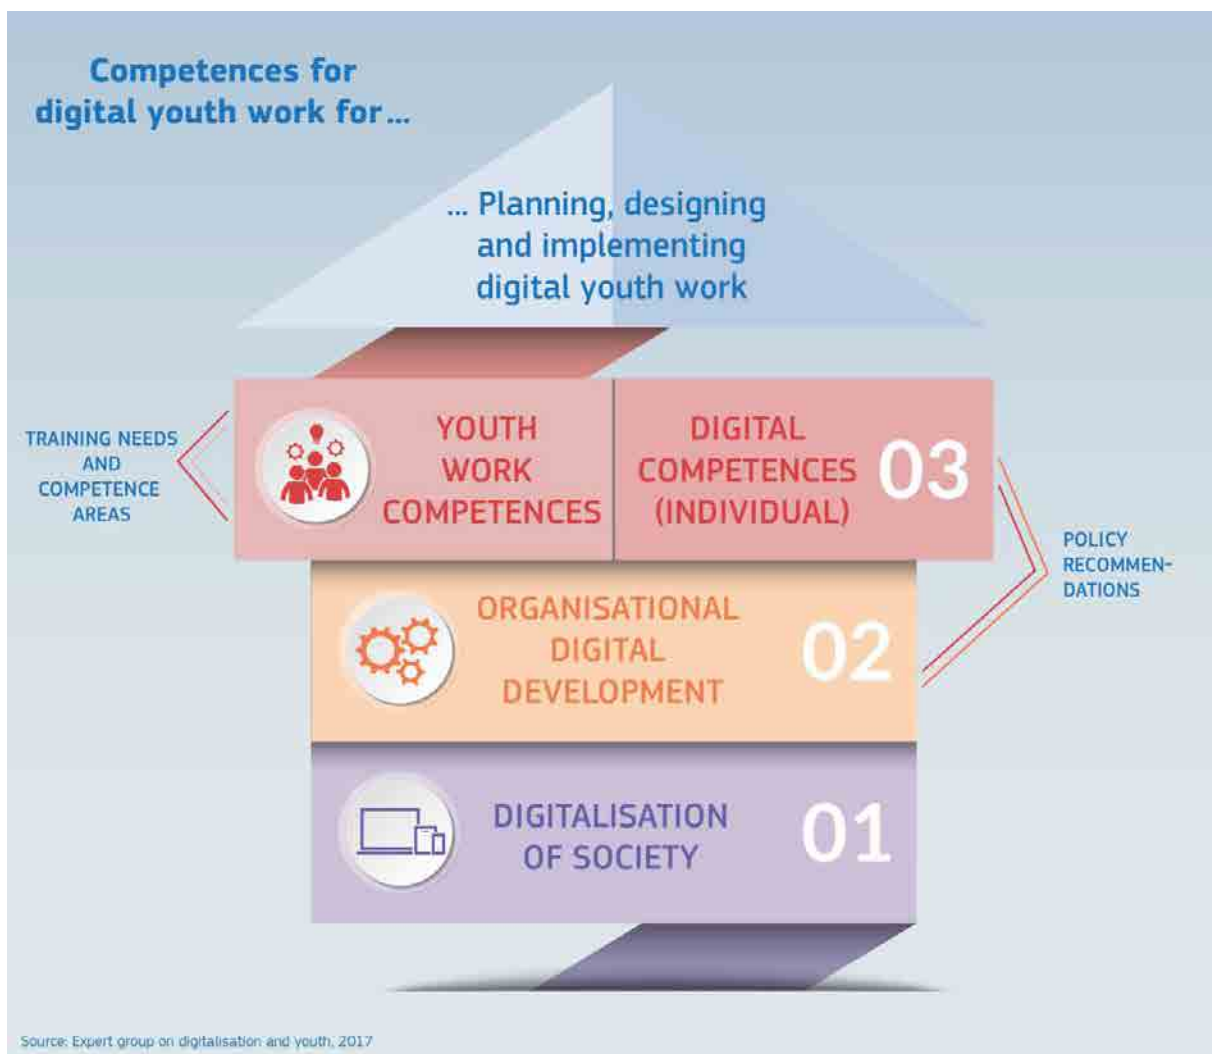 Competences for
digital youth work for ...
... Planning, designing
and implementing
digital youth work
TRAINING NEEDS
AND
COMPETENCE
AREAS
YOUTH
WORK
COMPETENCES
DIGITAL
COMPETENCES
(INDIVIDUAL)
03
POLICY
RECOMMEN-
DATIONS
ORGANISATIONAL
DIGITAL
DEVELOPMENT
02
DIGITALISATION
OF SOCIETY
01
Source: Expert group on digitalisation and youth, 2017